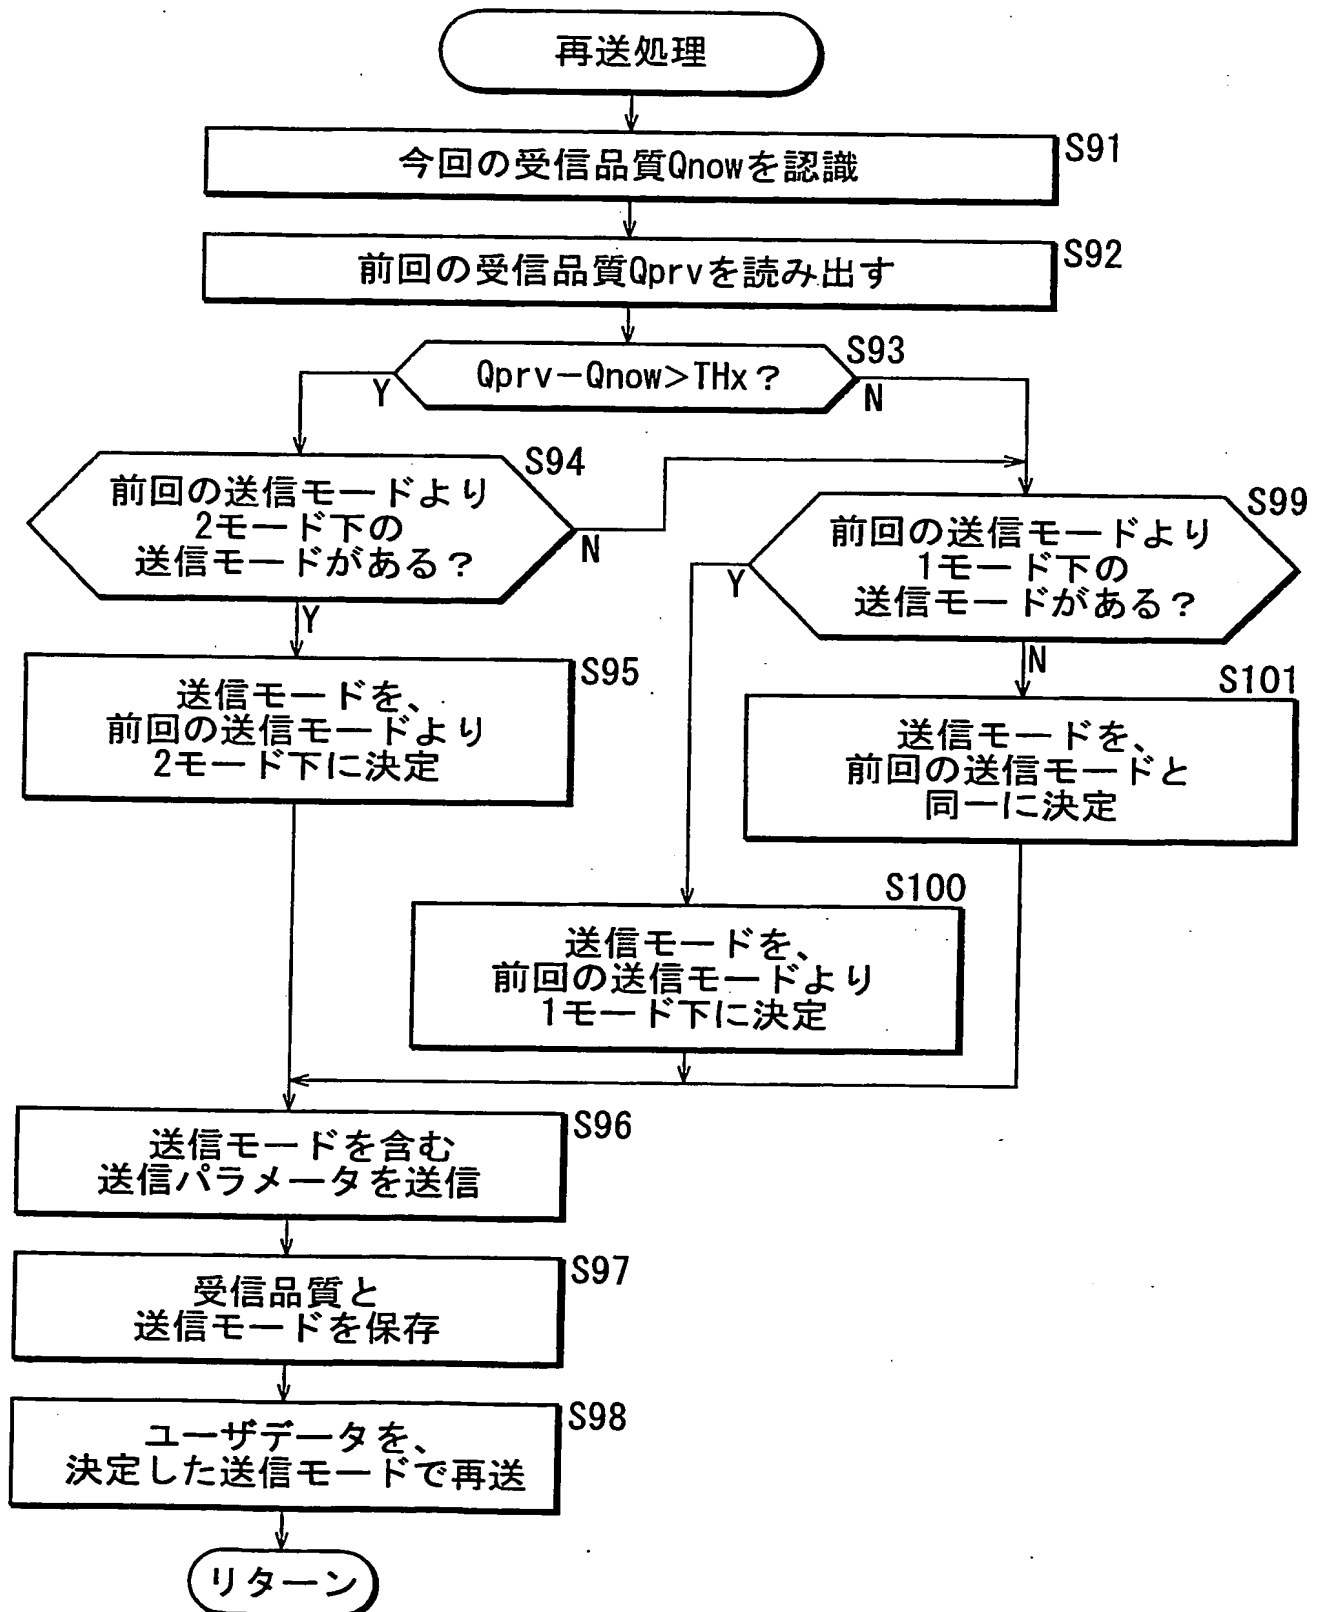 再送処理
今回の受信品質Qnowを認識
S91
前回の受信品質Qprvを読み出す
S92
Qprv－Qnow>THx？
S93
Y
N
前回の送信モードより
2モード下の
送信モードがある？
S94
N
Y
前回の送信モードより
1モード下の
送信モードがある？
S99
Y
N
送信モードを、
前回の送信モードより
2モード下に決定
S95
送信モードを、
前回の送信モードと
同一に決定
S101
送信モードを、
前回の送信モードより
1モード下に決定
S100
送信モードを含む
送信パラメータを送信
S96
受信品質と
送信モードを保存
S97
ユーザデータを、
決定した送信モードで再送
S98
リターン